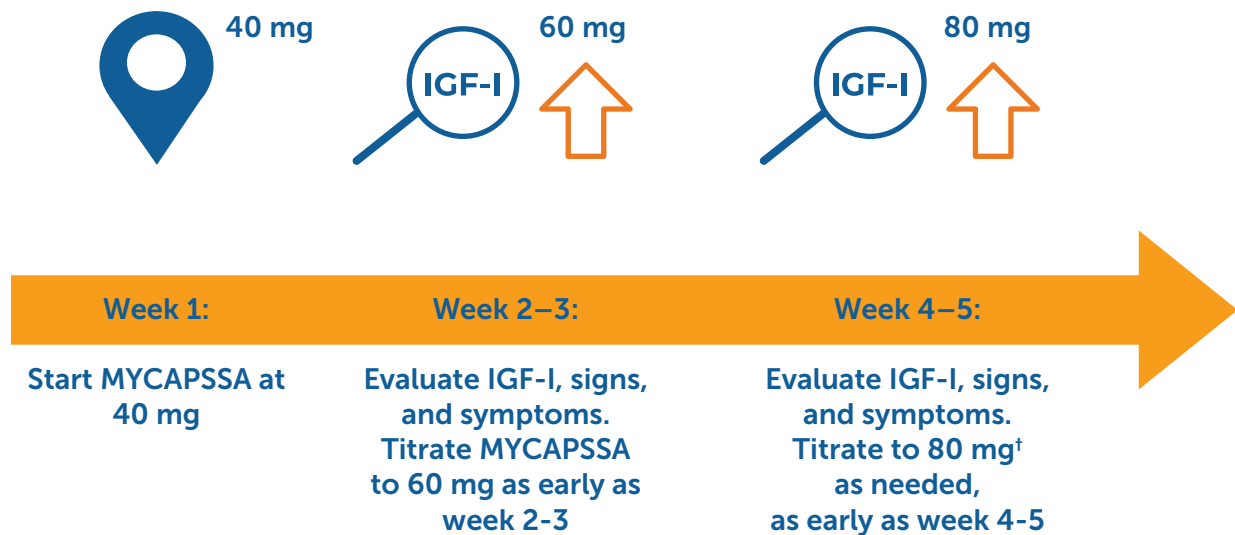 40 mg
IGF-I
60 mg
IGF-I
80 mg
Week 1:
Week 2–3:
Week 4–5:
Start MYCAPSSA at
40 mg
Evaluate IGF-I, signs,
and symptoms.
Titrate MYCAPSSA
to 60 mg as early as
week 2-3
Evaluate IGF-I, signs,
and symptoms.
Titrate to 80 mg†
as needed,
as early as week 4-5